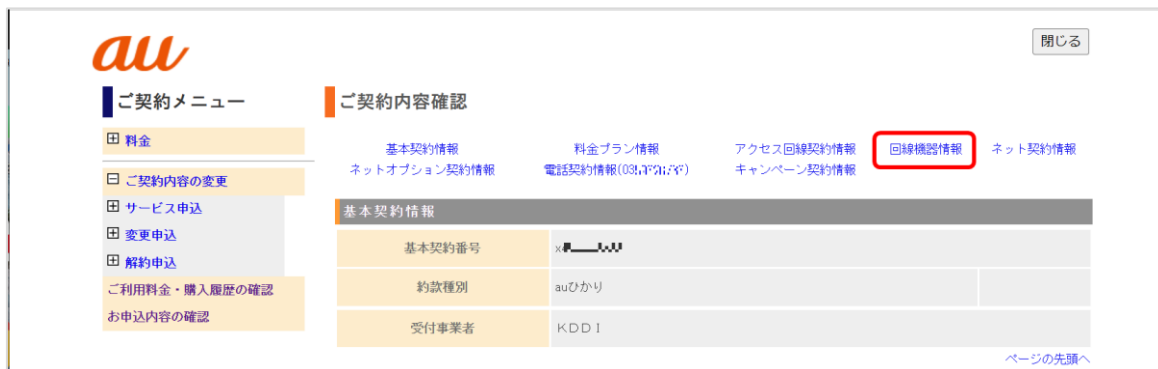 au
閉じる
ご契約メニュー
ご契約内容確認
料金
ご契約内容の変更
サービス申込
変更申込
解約申込
ご利用料金・購入履歴の確認
お申込内容の確認
基本契約情報 料金プラン情報 アクセス回線契約情報 回線機器情報 ネット契約情報
ネットオプション契約情報 電話契約情報 キャンペーン契約情報
基本契約情報
基本契約番号
約款種別 auひかり
受付事業者 ＫＤＤＩ
ページの先頭へ